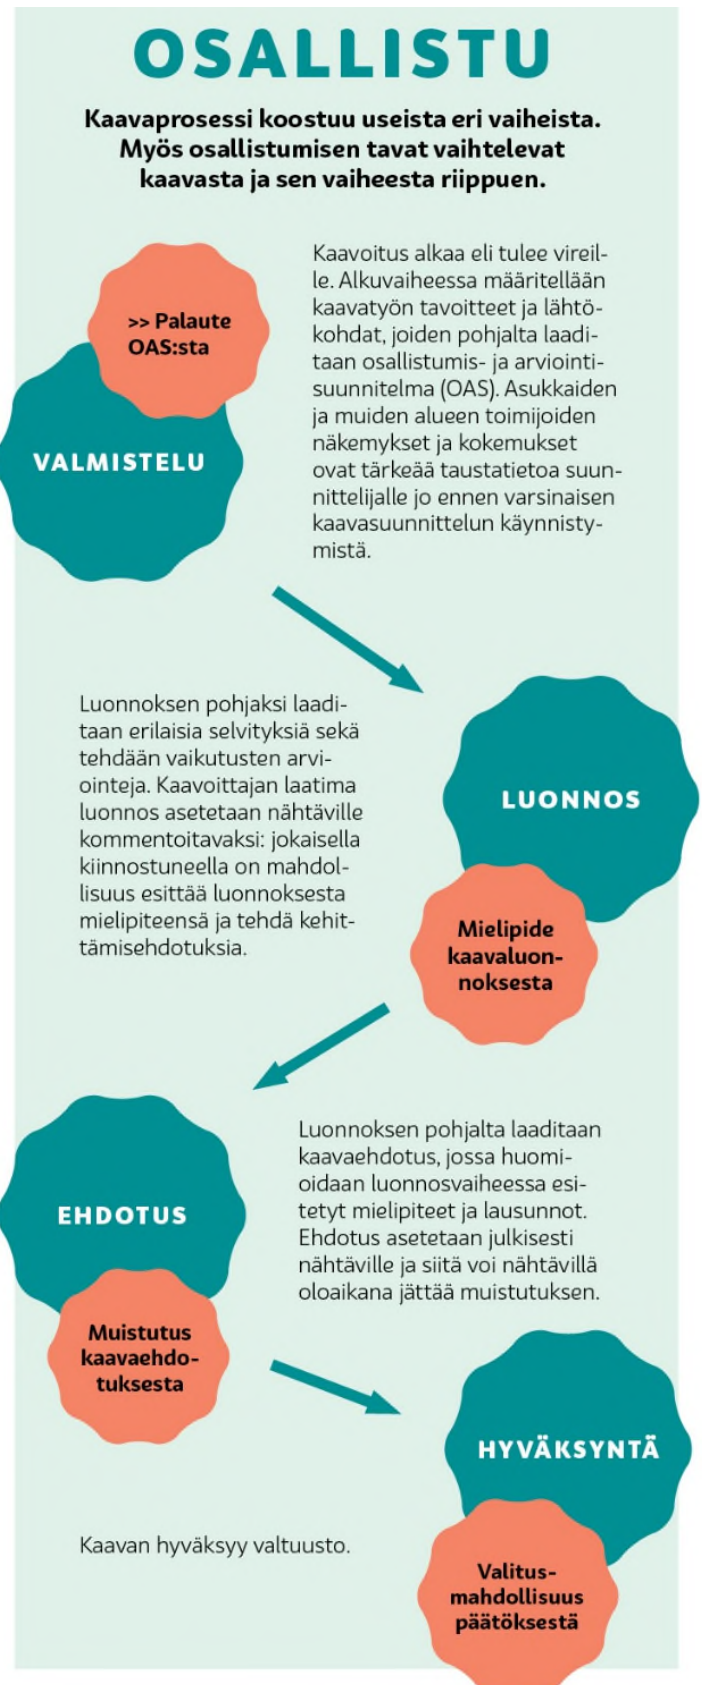 OSALLISTU
Kaavaprosessi koostuu useista eri vaiheista.
Myös osallistumisen tavat vaihtelevat
kaavasta ja sen vaiheesta riippuen.
>> Palaute
OAS:sta
VALMISTELU
Kaavoitus alkaa eli tulee vireil-
le. Alkuvaiheessa määritellään
kaavatyön tavoitteet ja lähtö-
kohdat, joiden pohjalta laadi-
taan osallistumis- ja arviointi-
suunnitelma (OAS). Asukkaiden
ja muiden alueen toimijoiden
näkemykset ja kokemukset
ovat tärkeää taustatietoa suun-
nittelijalle jo ennen varsinaisen
kaavasuunnittelun käynnisty-
mistä.
Luonnoksen pohjaksi laadi-
taan erilaisia selvityksiä sekä
tehdään vaikutusten arvi-
ointeja. Kaavoittajan laatima
luonnos asetetaan nähtäville
kommentoitavaksi: jokaisella
kiinnostuneella on mahdol-
lisuus esittää luonnoksesta
mielipiteensä ja tehdä kehit-
tämisehdotuksia.
LUONNOS
Mielipide
kaavaluon-
noksesta
EHDOTUS
Muistutus
kaavaehdo-
tuksesta
Luonnoksen pohjalta laaditaan
kaavaehdotus, jossa huomi-
oidaan luonnosvaiheessa esi-
tetyt mielipiteet ja lausunnot.
Ehdotus asetetaan julkisesti
nähtäville ja siitä voi nähtävillä
oloaikana jättää muistutuksen.
HYVÄKSYNTÄ
Kaavan hyväksyy valtuusto.
Valitus-
mahdollisuus
päätöksestä